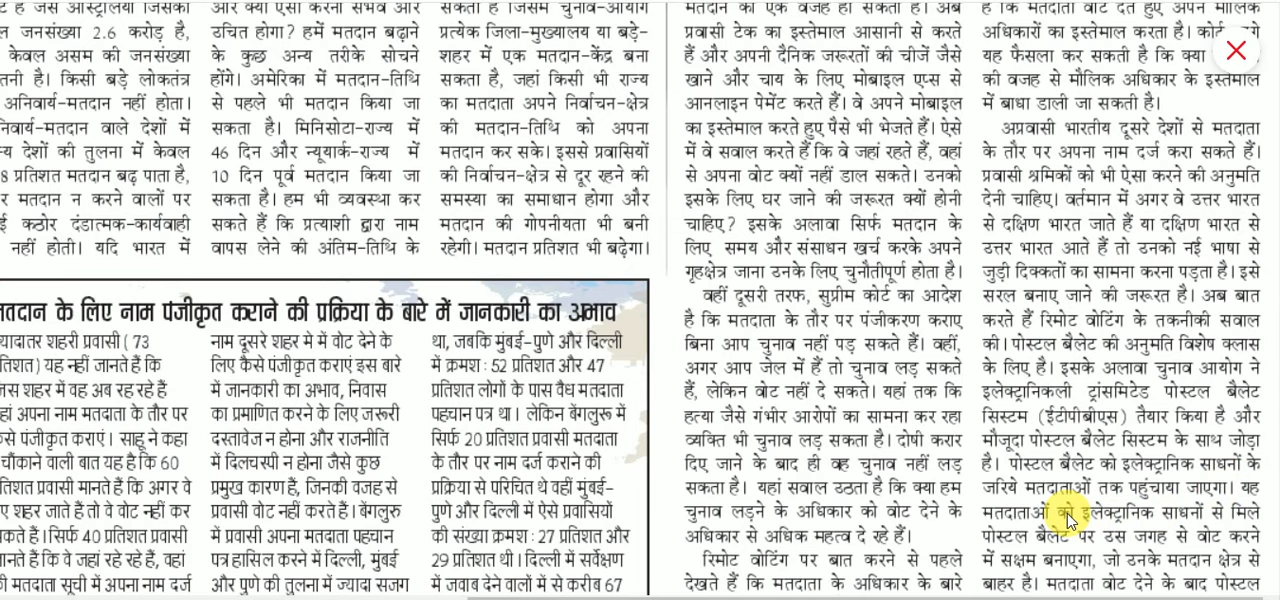 जनसंख्या 2.6 करोड़ है,
केवल असम की जनसंख्या
है। किसी बड़े लोकतंत्र
अनिवार्य-मतदान नहीं होता।
मतदान वाले देशों में
देशों की तुलना में केवल
8 प्रतिशत मतदान बढ़ पाता है,
मतदान न करने वालों पर
कठोर दंडात्मक-कार्यवाही
नहीं होती। यदि भारत में
और क्या ऐसा करना संभव और
उचित होगा? हमें मतदान बढ़ाने
के कुछ अन्य तरीके सोचने
होंगे। अमेरिका में मतदान-तिथि
से पहले भी मतदान किया जा
सकता है। मिनिसोटा-राज्य में
46 दिन और न्यूयार्क-राज्य में
10 दिन पूर्व मतदान किया जा
सकता है। हम भी व्यवस्था कर
सकते हैं कि प्रत्याशी द्वारा नाम
वापस लेने की अंतिम-तिथि के
सकता है जिसमें चुनाव-आयोग
प्रत्येक जिला-मुख्यालय या बड़े-
शहर में एक मतदान-केंद्र बना
सकता है, जहां किसी भी राज्य
का मतदाता अपने निर्वाचन-क्षेत्र
की मतदान-तिथि को अपना
मतदान कर सके। इससे प्रवासियों
की निर्वाचन-क्षेत्र से दूर रहने की
समस्या का समाधान होगा और
मतदान की गोपनीयता भी बनी
रहेगी। मतदान प्रतिशत भी बढ़ेगा।
मतदान के लिए नाम पंजीकृत कराने की प्रक्रिया के बारे में जानकारी का अभाव
शहरी प्रवासी ( 73
यह नहीं जानते हैं कि
शहर में वह अब रह रहे हैं
अपना नाम मतदाता के तौर पर
पंजीकृत कराएं। साहू ने कहा
चौंकाने वाली बात यह है कि 60
प्रवासी मानते हैं कि अगर वे
शहर जाते हैं तो वे वोट नहीं कर
हैं।सिर्फ 40 प्रतिशत प्रवासी
हैं कि वे जहां रहे रहे हैं, वहां
मतदाता सूची में अपना नाम दर्ज
नाम दूसरे शहर मे में वोट देने के
लिए कैसे पंजीकृत कराएं इस बारे
में जानकारी का अभाव, निवास
का प्रमाणित करने के लिए जरूरी
दस्तावेज न होना और राजनीति
में दिलचस्पी न होना जैसे कुछ
प्रमुख कारण हैं, जिनकी वजह से
प्रवासी वोट नहीं करते हैं। बेंगलुरु
में प्रवासी अपना मतदाता पहचान
पत्र हासिल करने में दिल्ली, मुंबई
और पुणे की तुलना में ज्यादा सजग
था, जबकि मुंबई-पुणे और दिल्ली
में क्रमश : 52 प्रतिशत और 47
प्रतिशत लोगों के पास वैध मतदाता
पहचान पत्र था। लेकिन बेंगलुरू में
सिर्फ 20 प्रतिशत प्रवासी मतदाता
के तौर पर नाम दर्ज कराने की
प्रक्रिया से परिचित थे वहीं मुंबई-
पुणे और दिल्ली में ऐसे प्रवासियों
की संख्या क्रमश : 27 प्रतिशत और
29 प्रतिशत थी। दिल्ली में सर्वेक्षण
में जवाब देने वालों में से करीब 67
मतदान का एक वजह हो सकता है। अब
प्रवासी टेक का इस्तेमाल आसानी से करते
हैं और अपनी दैनिक जरूरतों की चीजें जैसे
खाने और चाय के लिए मोबाइल एप्स से
आनलाइन पेमेंट करते हैं। वे अपने मोबाइल
का इस्तेमाल करते हुए पैसे भी भेजते हैं। ऐसे
में वे सवाल करते हैं कि वे जहां रहते हैं, वहां
से अपना वोट क्यों नहीं डाल सकते। उनको
इसके लिए घर जाने की जरूरत क्यों होनी
चाहिए? इसके अलावा सिर्फ मतदान के
लिए समय और संसाधन खर्च करके अपने
गृहक्षेत्र जाना उनके लिए चुनौतीपूर्ण होता है।
वहीं दूसरी तरफ, सुप्रीम कोर्ट का आदेश
है कि मतदाता के तौर पर पंजीकरण कराए
बिना आप चुनाव नहीं पड़ सकते हैं। वहीं,
अगर आप जेल में हैं तो चुनाव लड़ सकते
हैं, लेकिन वोट नहीं दे सकते। यहां तक कि
हत्या जैसे गंभीर आरोपों का सामना कर रहा
व्यक्ति भी चुनाव लड़ सकता है। दोषी करार
दिए जाने के बाद ही वह चुनाव नहीं लड़
सकता है। यहां सवाल उठता है कि क्या हम
चुनाव लड़ने के अधिकार को वोट देने के
अधिकार से अधिक महत्व दे रहे हैं।
रिमोट वोटिंग पर बात करने से पहले
देखते हैं कि मतदाता के अधिकार के बारे
है कि मतदाता वोट देते हुए अपने मौलिक
अधिकारों का इस्तेमाल करता है। कोर्ट
यह फैसला कर सकती है कि क्या
की वजह से मौलिक अधिकार के इस्तेमाल
में बाधा डाली जा सकती है।
अप्रवासी भारतीय दूसरे देशों से मतदाता
के तौर पर अपना नाम दर्ज करा सकते हैं।
प्रवासी श्रमिकों को भी ऐसा करने की अनुमति
देनी चाहिए। वर्तमान में अगर वे उत्तर भारत
से दक्षिण भारत जाते हैं या दक्षिण भारत से
उत्तर भारत आते हैं तो उनको नई भाषा से
जुड़ी दिक्कतों का सामना करना पड़ता है। इसे
सरल बनाए जाने की जरूरत है। अब बात
करते हैं रिमोट वोटिंग के तकनीकी सवाल
की। पोस्टल बैलेट की अनुमति विशेष क्लास
के लिए है। इसके अलावा चुनाव आयोग ने
इलेक्ट्रानिकली ट्रांसमिटेड पोस्टल बैलेट
सिस्टम (ईटीपीबीएस) तैयार किया है और
मौजूदा पोस्टल बैलेट सिस्टम के साथ जोड़ा
है। पोस्टल बैलेट को इलेक्ट्रानिक साधनों के
जरिये मतदाताओं तक पहुंचाया जाएगा। यह
मतदाताओं को इलेक्ट्रानिक साधनों से मिले
पोस्टल बैलेट पर उस जगह से वोट करने
में सक्षम बनाएगा, जो उनके मतदान क्षेत्र से
बाहर है। मतदाता वोट देने के बाद पोस्टल